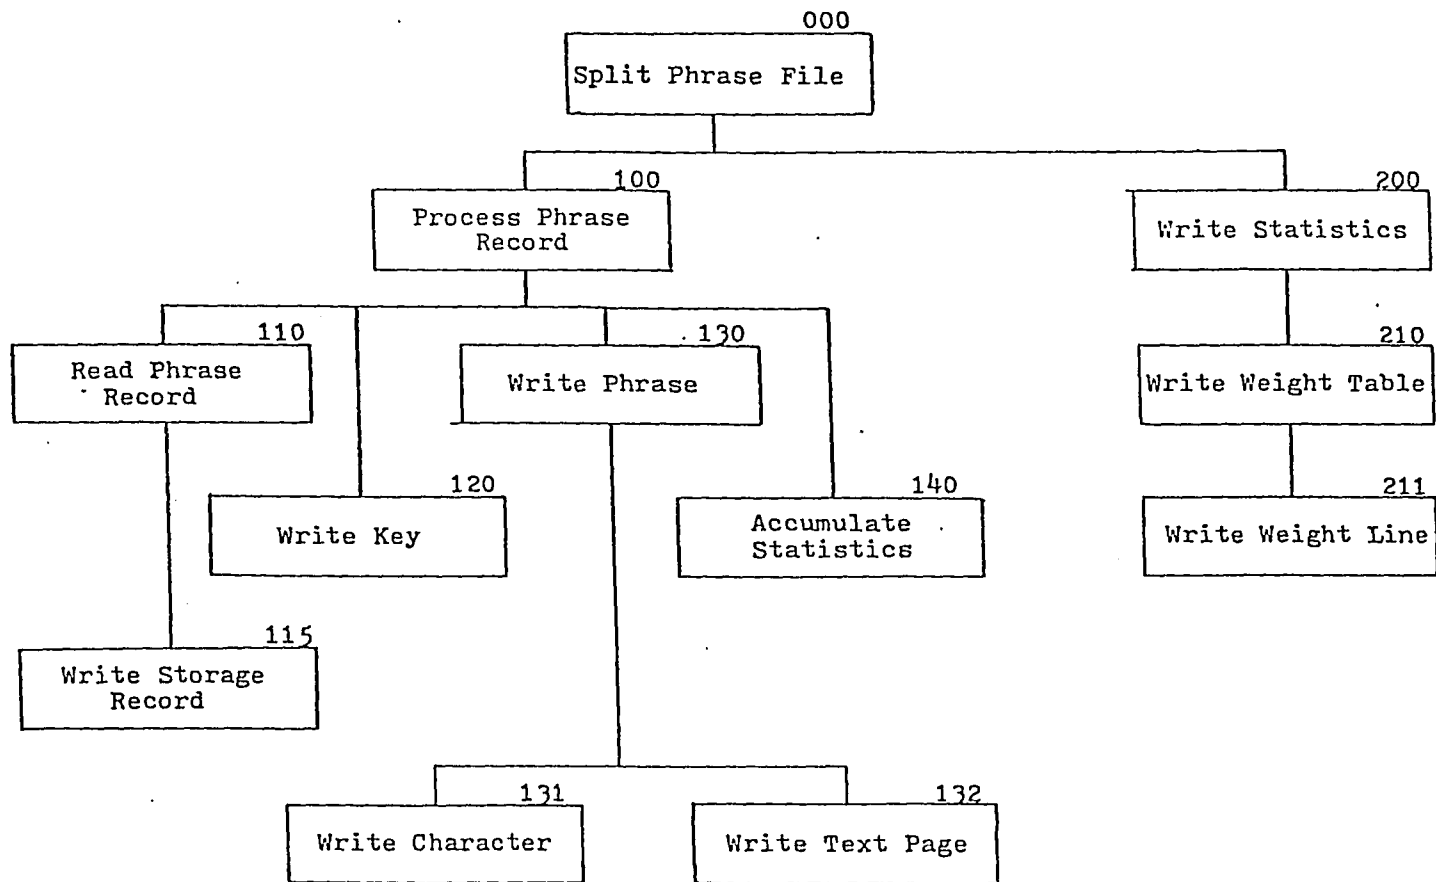 000
Split Phrase File
100
Process Phrase
Record
200
Write Statistics
110
Read Phrase
Record
130
Write Phrase
210
Write Weight Table
120
Write Key
140
Accumulate
Statistics
211
Write Weight Line
115
Write Storage
Record
131
Write Character
132
Write Text Page